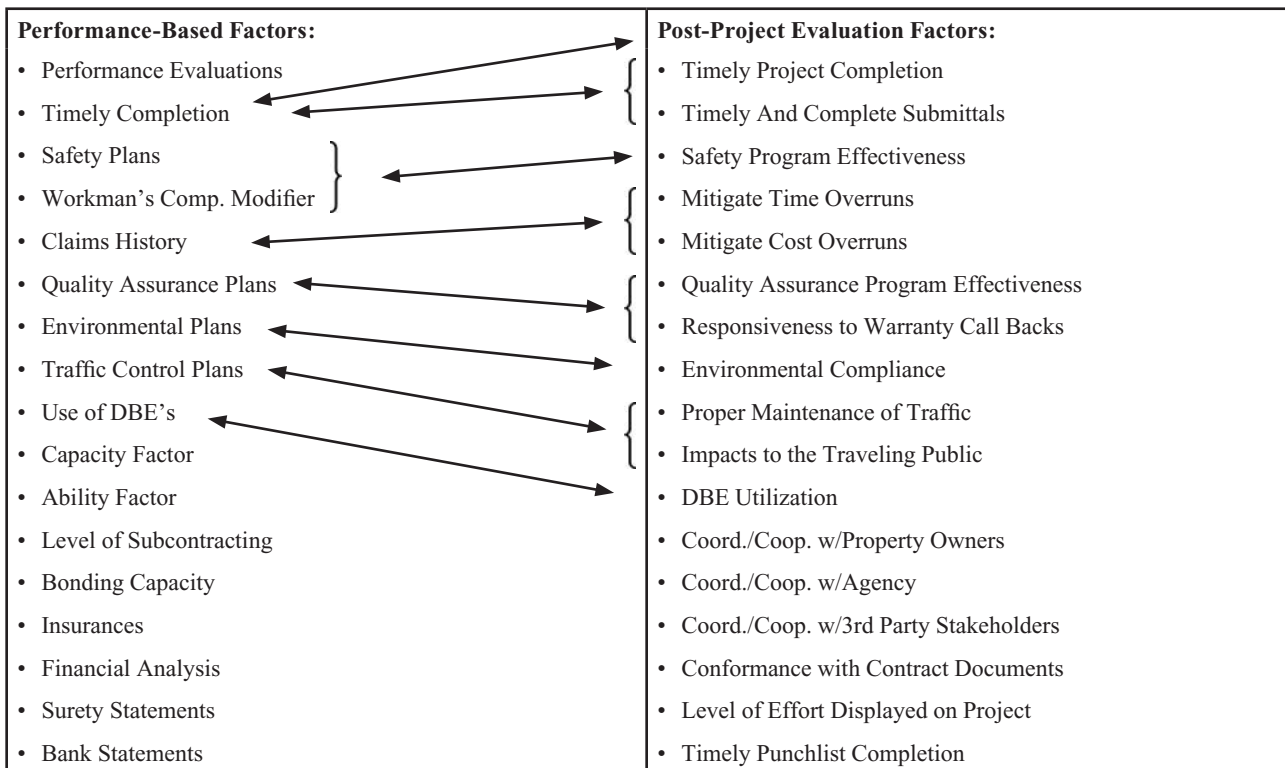 Performance-Based Factors:
• Performance Evaluations
• Timely Completion
• Safety Plans
• Workman’s Comp. Modifier
• Claims History
• Quality Assurance Plans
• Environmental Plans
• Traffic Control Plans
• Use of DBE’s
• Capacity Factor
• Ability Factor
• Level of Subcontracting
• Bonding Capacity
• Insurances
• Financial Analysis
• Surety Statements
• Bank Statements
Post-Project Evaluation Factors:
• Timely Project Completion
• Timely And Complete Submittals
• Safety Program Effectiveness
• Mitigate Time Overruns
• Mitigate Cost Overruns
• Quality Assurance Program Effectiveness
• Responsiveness to Warranty Call Backs
• Environmental Compliance
• Proper Maintenance of Traffic
• Impacts to the Traveling Public
• DBE Utilization
• Coord./Coop. w/Property Owners
• Coord./Coop. w/Agency
• Coord./Coop. w/3rd Party Stakeholders
• Conformance with Contract Documents
• Level of Effort Displayed on Project
• Timely Punchlist Completion